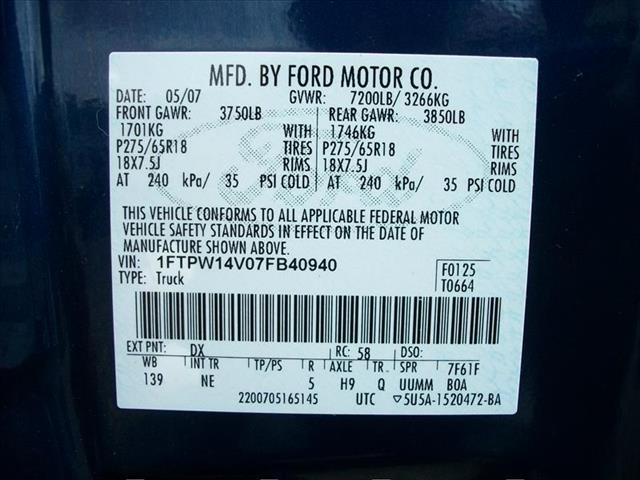 MFD. BY FORD MOTOR CO.
DATE: 05/07 GVWR: 7200LB/ 3266KG
FRONT GAWR: 3750LB REAR GAWR: 3850LB
1701KG WITH 1746KG WITH
P275/65R18 TIRES P275/65R18 TIRES
18X7.5J RIMS 18X7.5J RIMS
AT 240 kPa/ 35 PSI COLD AT 240 kPa/ 35 PSI COLD
Ford
THIS VEHICLE CONFORMS TO ALL APPLICABLE FEDERAL MOTOR
VEHICLE SAFETY STANDARDS IN EFFECT ON THE DATE OF
MANUFACTURE SHOWN ABOVE.
VIN: 1FTPW14V07FB40940 F0125
TYPE: Truck T0664
EXT PNT: DX RC: 58 DSO:
WB INT TR TP/PS R AXLE TR SPR 7F61F
139 NE 5 H9 Q UUMM BOA
2200705165145 UTC ▽5U5A-1520472-BA